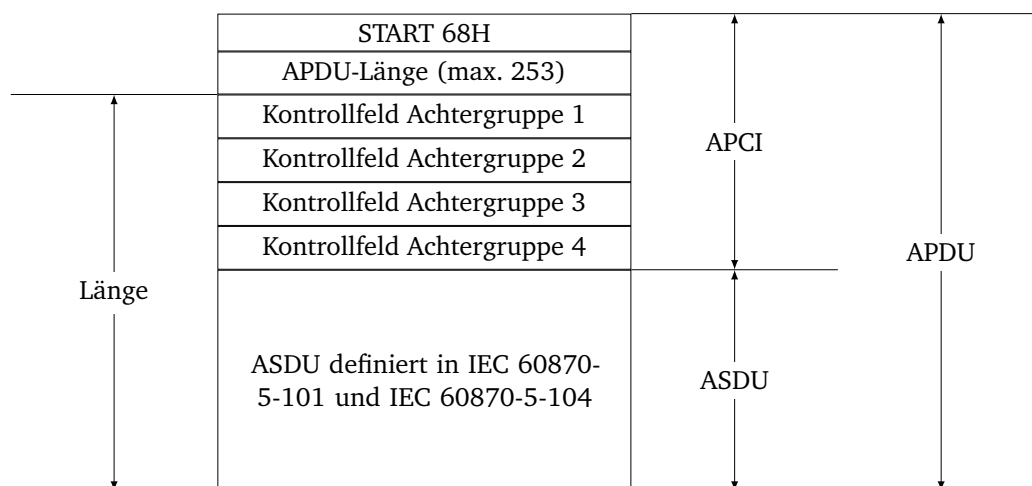 START 68H
APDU-Länge (max. 253)
Kontrollfeld Achtergruppe 1
Kontrollfeld Achtergruppe 2
Kontrollfeld Achtergruppe 3
Kontrollfeld Achtergruppe 4
ASDU definiert in IEC 60870-
5-101 und IEC 60870-5-104
Länge
APCI
ASDU
APDU